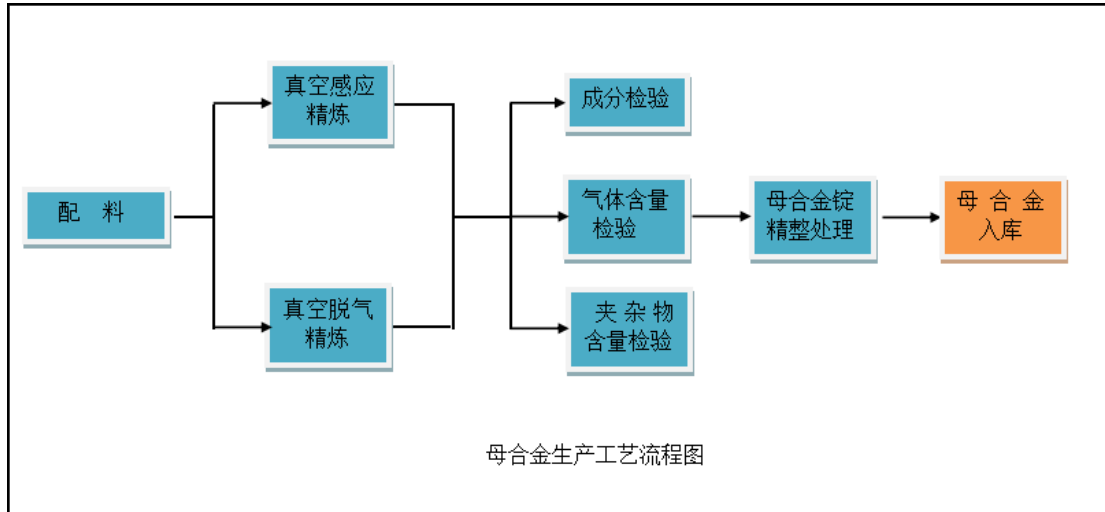 配 料
真空感应
精炼
真空脱气
精炼
成分检验
气体含量
检验
夹 杂 物
含量检验
母合金锭
精整处理
母 合 金
入库
母合金生产工艺流程图